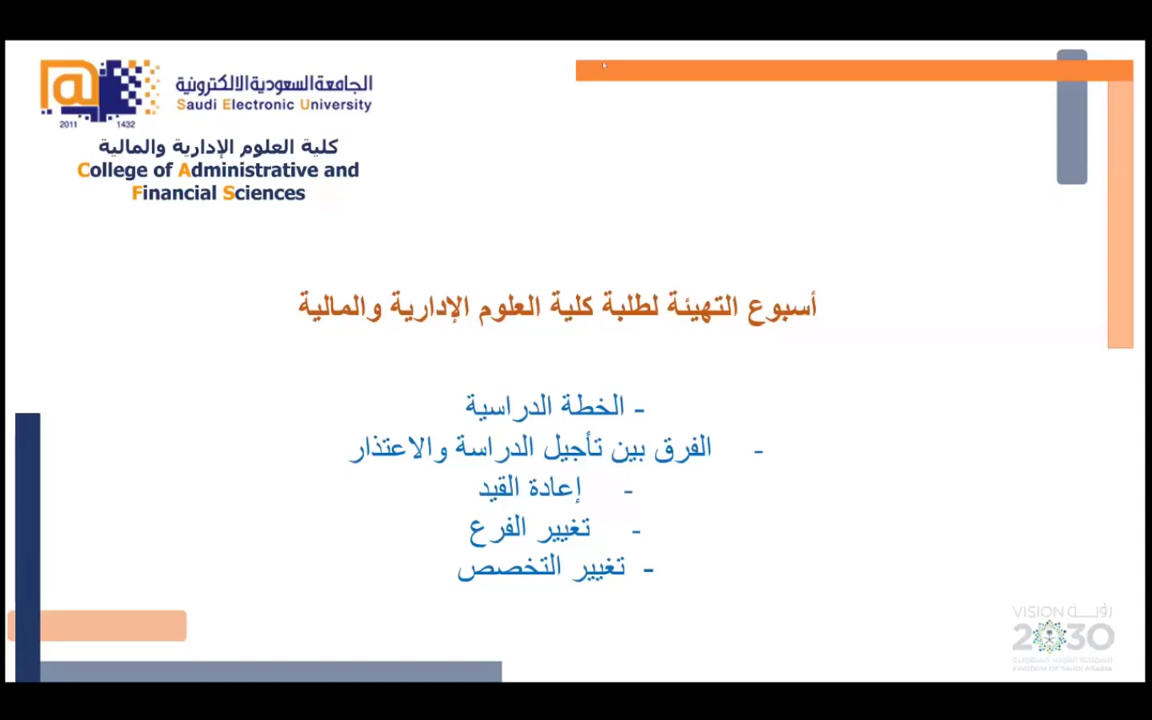 الجامعة السعودية الالكترونية
Saudi Electronic University
2011 1432
كلية العلوم الإدارية والمالية
College of Administrative and
Financial Sciences
أسبوع التهيئة لطلبة كلية العلوم الإدارية والمالية
- الخطة الدراسية
- الفرق بين تأجيل الدراسة والاعتذار
- إعادة القيد
- تغيير الفرع
- تغيير التخصص
VISION رؤيـة
2030
المملكة العربية السعودية
KINGDOM OF SAUDI ARABIA